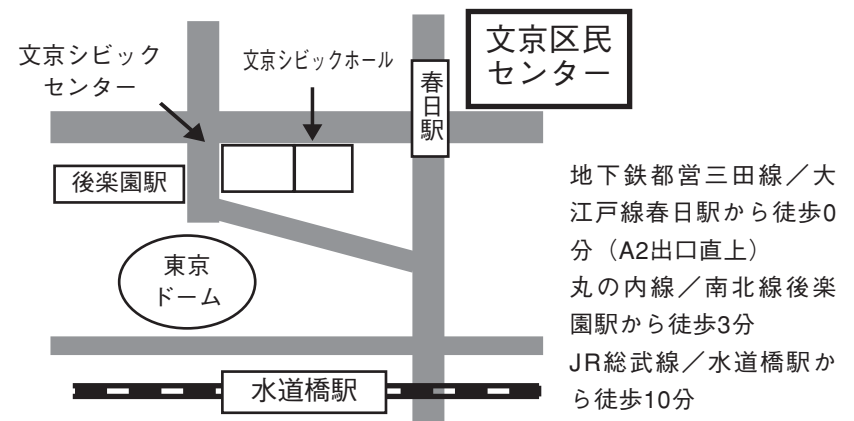 文京シビック
センター
文京シビックホール
春日駅
文京区民
センター
後楽園駅
東京
ドーム
水道橋駅
地下鉄都営三田線／大
江戸線春日駅から徒歩0
分（A2出口直上）
丸の内線／南北線後楽
園駅から徒歩3分
JR総武線／水道橋駅か
ら徒歩10分